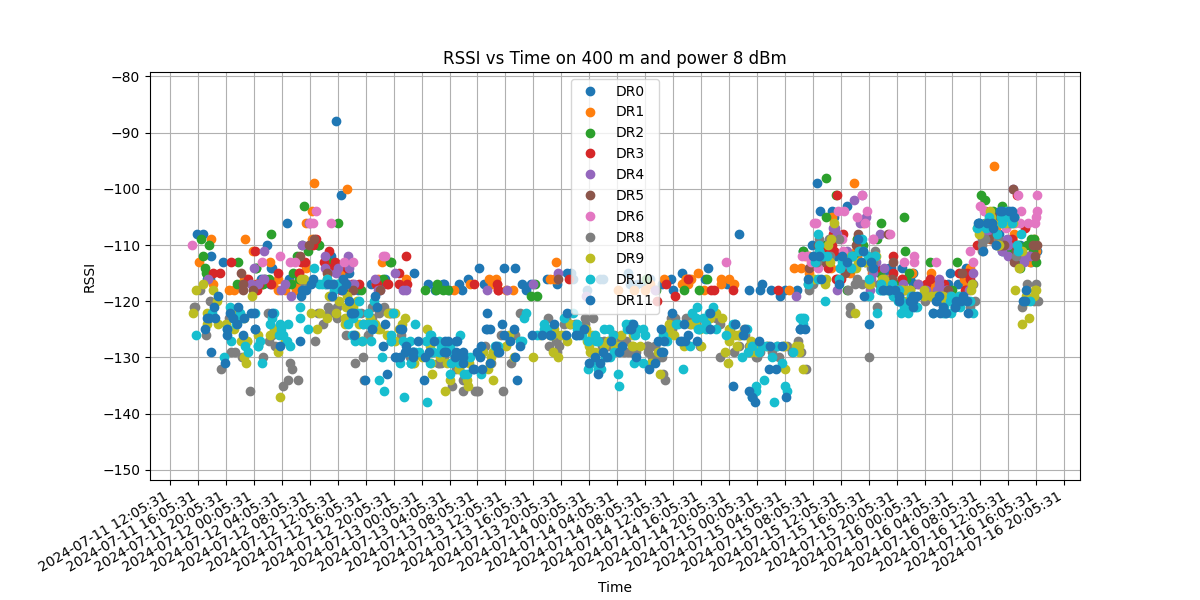 RSSI vs Time on 400 m and power 8 dBm
−80
−90
−100
−110
−120
−130
−140
−150
RSSI
DR0
DR1
DR2
DR3
DR4
DR5
DR6
DR8
DR9
DR10
DR11
2024-07-11 12:05:31
2024-07-11 16:05:31
2024-07-11 20:05:31
2024-07-12 00:05:31
2024-07-12 04:05:31
2024-07-12 08:05:31
2024-07-12 12:05:31
2024-07-12 16:05:31
2024-07-12 20:05:31
2024-07-13 00:05:31
2024-07-13 04:05:31
2024-07-13 08:05:31
2024-07-13 12:05:31
2024-07-13 16:05:31
2024-07-13 20:05:31
2024-07-14 00:05:31
2024-07-14 04:05:31
2024-07-14 08:05:31
2024-07-14 12:05:31
2024-07-14 16:05:31
2024-07-14 20:05:31
2024-07-15 00:05:31
2024-07-15 04:05:31
2024-07-15 08:05:31
2024-07-15 12:05:31
2024-07-15 16:05:31
2024-07-15 20:05:31
2024-07-16 00:05:31
2024-07-16 04:05:31
2024-07-16 08:05:31
2024-07-16 12:05:31
2024-07-16 16:05:31
2024-07-16 20:05:31
Time